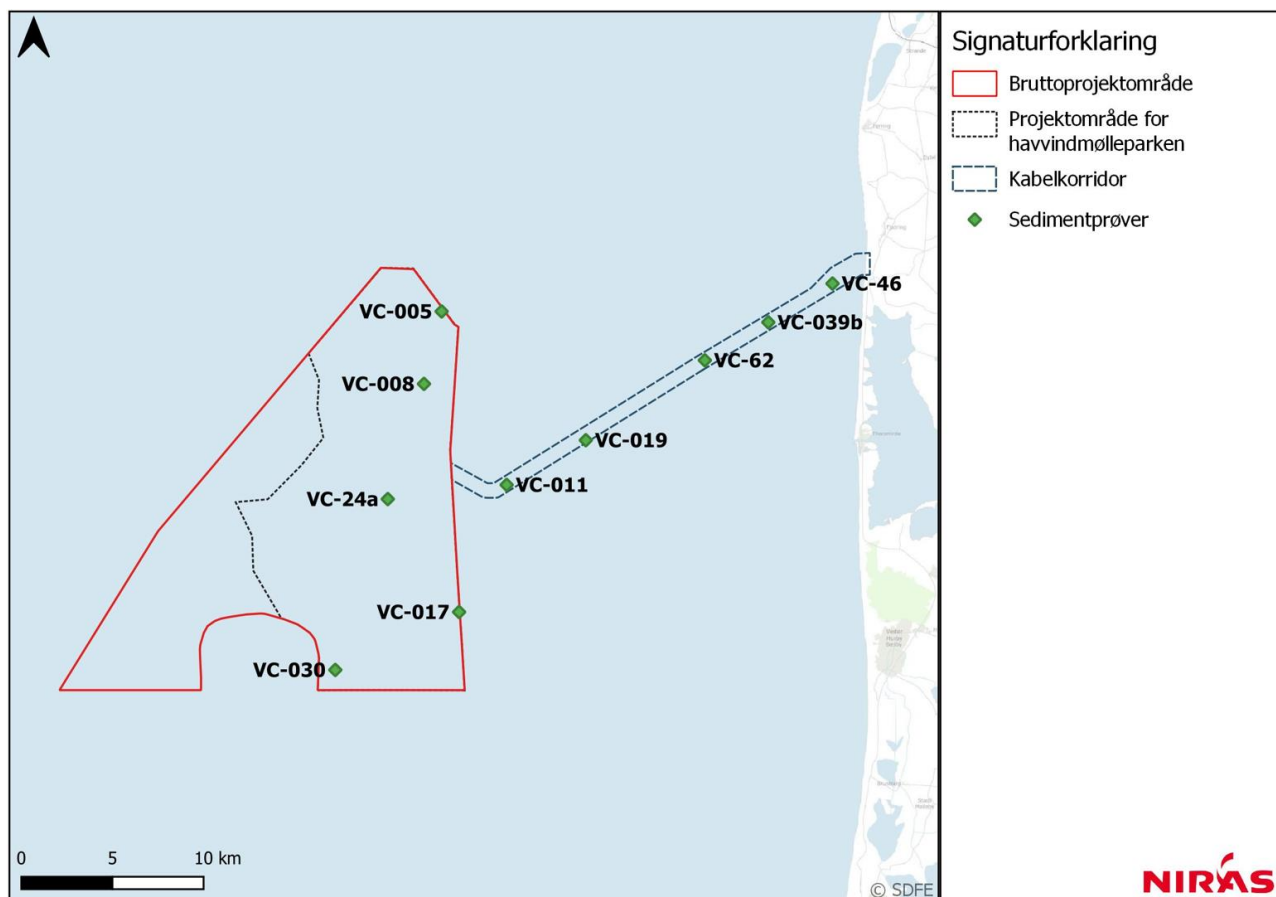 Signaturforklaring
Bruttoprojektområde
Projektområde for
havvindmølleparken
Kabelkorridor
Sedimentprøver
VC-46
VC-005
VC-039b
VC-62
VC-008
VC-019
VC-011
VC-24a
VC-017
VC-030
0 5 10 km
© SDFE
NIRAS